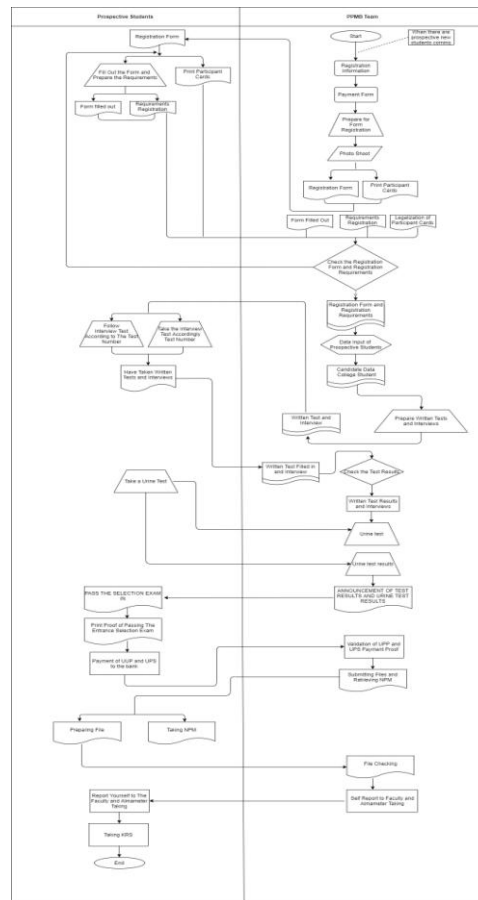 Prospective Students
PPMB Team
Registration Form
Start
When there are
prospective new
students coming
Fill Out the Form and
Prepare the Requirements
Print Participant
Cards
Registration
Information
Form filled out
Requirements
Registration
Payment Form
Prepare for
Form
Registration
Photo Sheet
Registration Form
Print Participant
Cards
Form Filled Out
Requirements
Registration
Legalization of
Participant Cards
Check the Registration
Form and Registration
Requirements
Registration Form and
Registration
Requirements
Follow
Interview Test
According to The Test
Number
Take the Interview
Test Accordingly
Test Number
Data Input of
Prospective Students
Have Taken Written
Tests and Interviews
Candidate Data
Collage Student
Written Test and
Interview
Prepare Written Tests
and Interviews
Written Test Filled in
and Interview
Check the Test Results
Take a Urine Test
Written Test Results
and Interviews
Urine test
Urine test results
PASS THE SELECTION EXAM
IN
ANNOUNCEMENT OF TEST
RESULTS AND URINE TEST
RESULTS
Print Proof of Passing The
Entrance Selection Exam
Payment of UUP and UPS
to the bank
Validation of UPP and
UPS Payment Proof
Submitting Files and
Retrieving NPM
Preparing File
Taking NPM
File Checking
Report Yourself to The
Faculty and Almameter
Taking
Self Report to Faculty and
Almameter Taking
Taking KRS
End